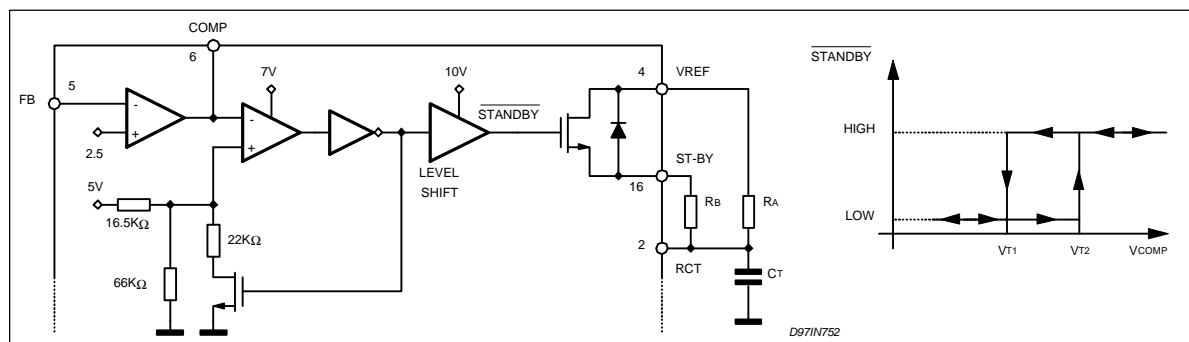 COMP
6
7V
10V
4
VREF
STANDBY
FB
5
-
+
2.5
-
+
STANDBY
HIGH
LEVEL
SHIFT
ST-BY
16
5V
16.5KΩ
22KΩ
66KΩ
RB
RA
2
RCT
CT
LOW
VT1
VT2
VCOMP
D97IN752